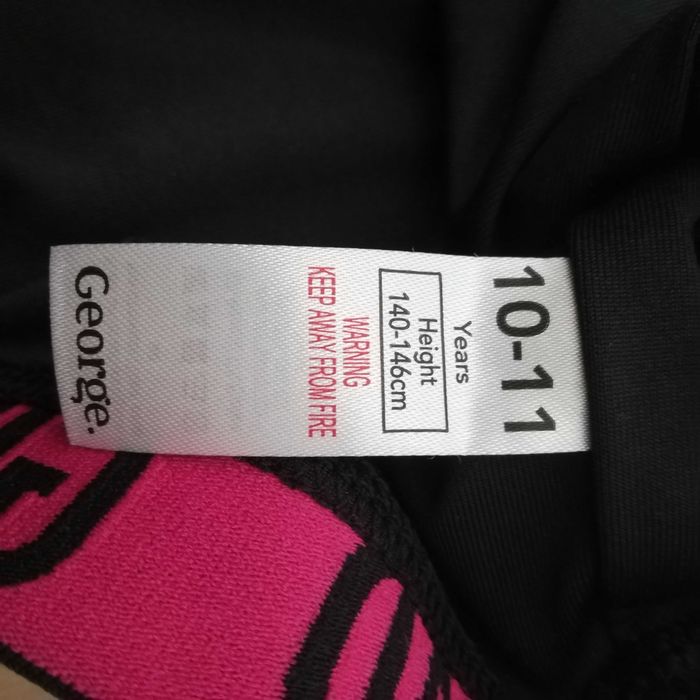 10-11
Years
Height
140-146cm
WARNING
KEEP AWAY FROM FIRE
George.